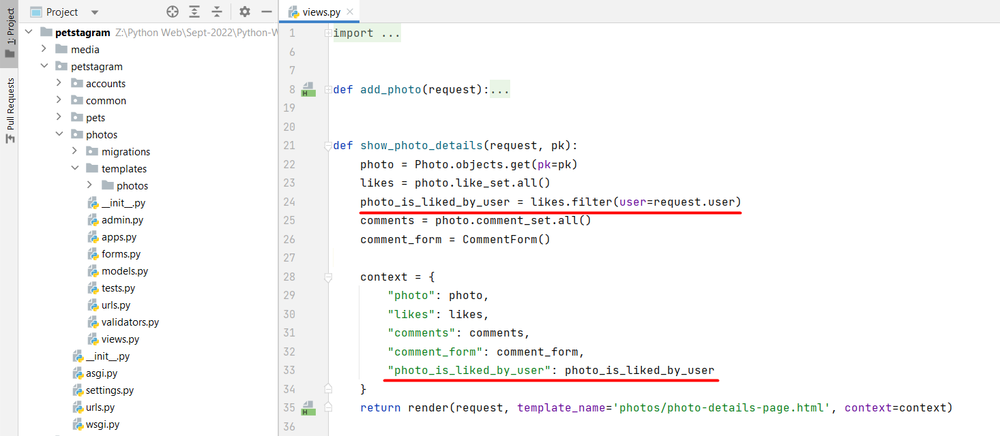 1: Project
Pull Requests
Project
petstagram Z:\Python Web\Sept-2022\Python-W
media
petstagram
accounts
common
pets
photos
migrations
templates
photos
__init__.py
admin.py
apps.py
forms.py
models.py
tests.py
urls.py
validators.py
views.py
__init__.py
asgi.py
settings.py
urls.py
wsgi.py
views.py
1 import ...
6
7
8 H def add_photo(request):...
19
20
21 def show_photo_details(request, pk):
22 photo = Photo.objects.get(pk=pk)
23 likes = photo.like_set.all()
24 photo_is_liked_by_user = likes.filter(user=request.user)
25 comments = photo.comment_set.all()
26 comment_form = CommentForm()
27
28 context = {
29 "photo": photo,
30 "likes": likes,
31 "comments": comments,
32 "comment_form": comment_form,
33 "photo_is_liked_by_user": photo_is_liked_by_user
34 }
35 H return render(request, template_name='photos/photo-details-page.html', context=context)
36